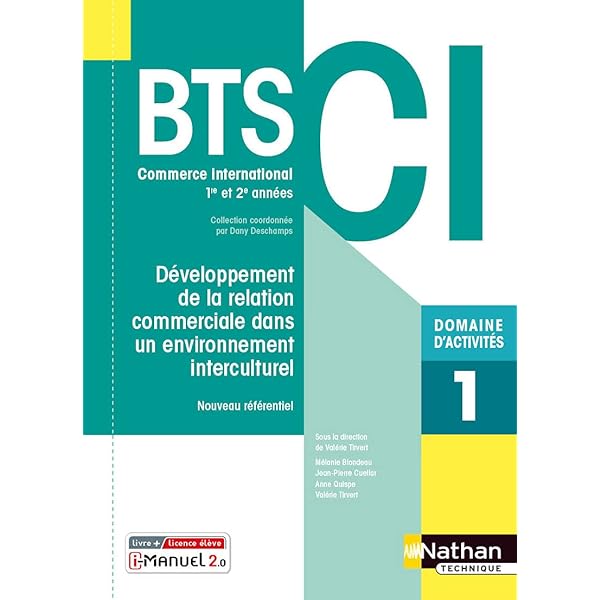 BTS CI
Commerce international
1re et 2e années
Collection coordonnée
par Dany Deschamps
Développement
de la relation
commerciale dans
un environnement
interculturel
Nouveau référentiel
DOMAINE
D'ACTIVITÉS
1
Sous la direction
de Valérie Tirvert
Mélanie Blondeau
Jean-Pierre Cuellar
Anne Quispe
Valérie Tirvert
livre + licence élève
i-MANUEL 2.0
Nathan
TECHNIQUE